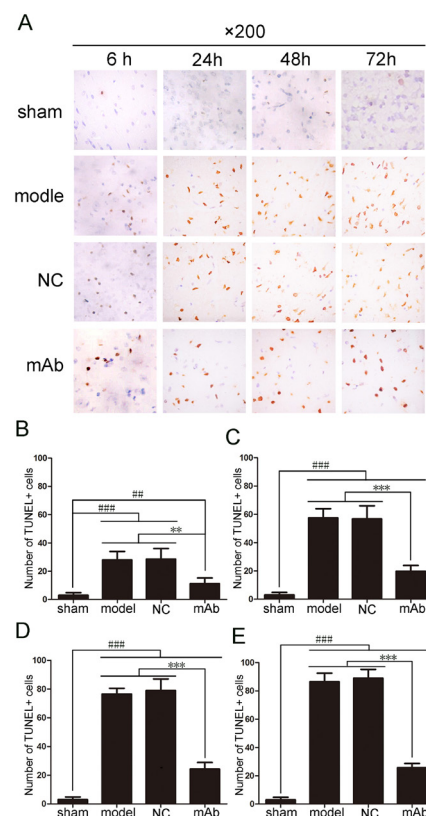 A
×200
6 h 24h 48h 72h
sham
modle
NC
mAb
B
Number of TUNEL+ cells
100
80
60
40
20
0
##
###
**
sham model NC mAb
C
Number of TUNEL+ cells
100
80
60
40
20
0
###
***
sham model NC mAb
D
Number of TUNEL+ cells
100
80
60
40
20
0
###
***
sham model NC mAb
E
Number of TUNEL+ cells
100
80
60
40
20
0
###
***
sham model NC mAb